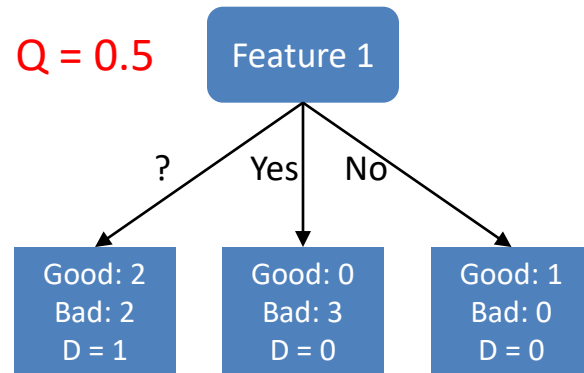 Q = 0.5
Feature 1
?
Yes
No
Good: 2
Bad: 2
D = 1
Good: 0
Bad: 3
D = 0
Good: 1
Bad: 0
D = 0